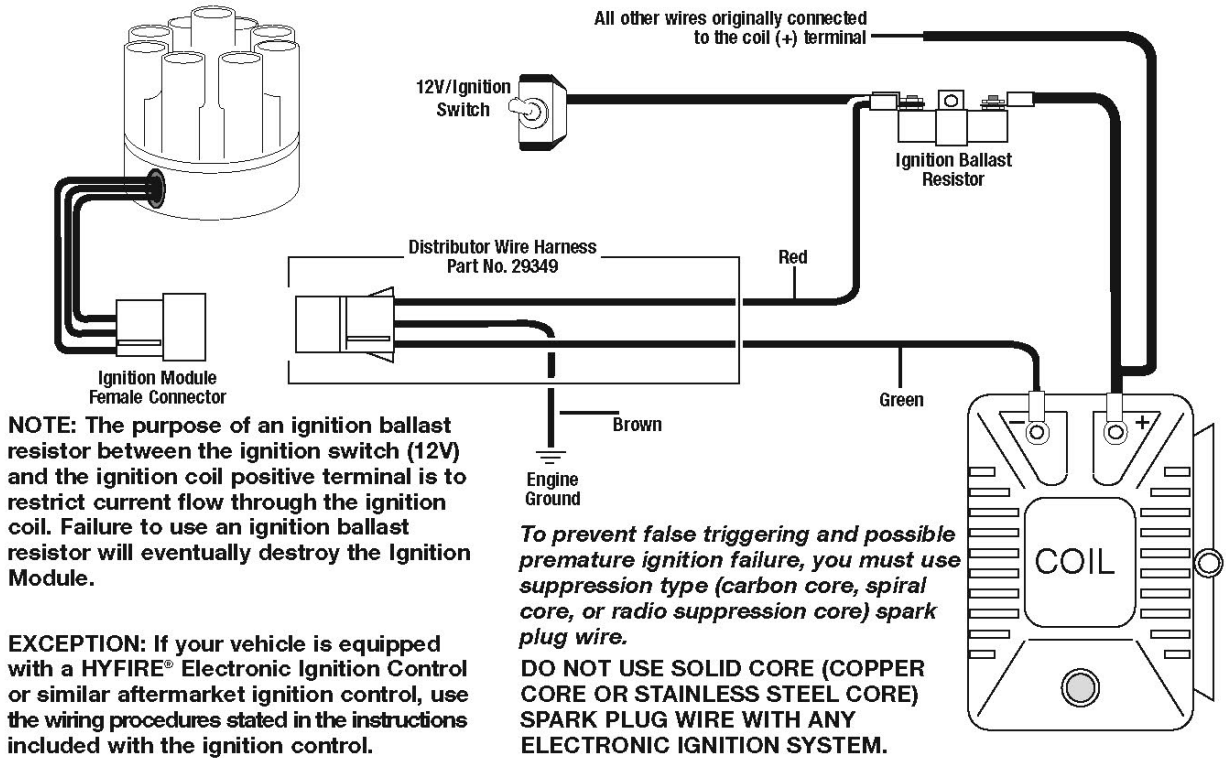 All other wires originally connected
to the coil (+) terminal
12V/Ignition
Switch
Ignition Ballast
Resistor
Distributor Wire Harness
Part No. 29349
Red
Ignition Module
Female Connector
Green
Brown
Engine
Ground
− +
COIL
NOTE: The purpose of an ignition ballast
resistor between the ignition switch (12V)
and the ignition coil positive terminal is to
restrict current flow through the ignition
coil. Failure to use an ignition ballast
resistor will eventually destroy the Ignition
Module.
EXCEPTION: If your vehicle is equipped
with a HYFIRE® Electronic Ignition Control
or similar aftermarket ignition control, use
the wiring procedures stated in the instructions
included with the ignition control.
To prevent false triggering and possible
premature ignition failure, you must use
suppression type (carbon core, spiral
core, or radio suppression core) spark
plug wire.
DO NOT USE SOLID CORE (COPPER
CORE OR STAINLESS STEEL CORE)
SPARK PLUG WIRE WITH ANY
ELECTRONIC IGNITION SYSTEM.